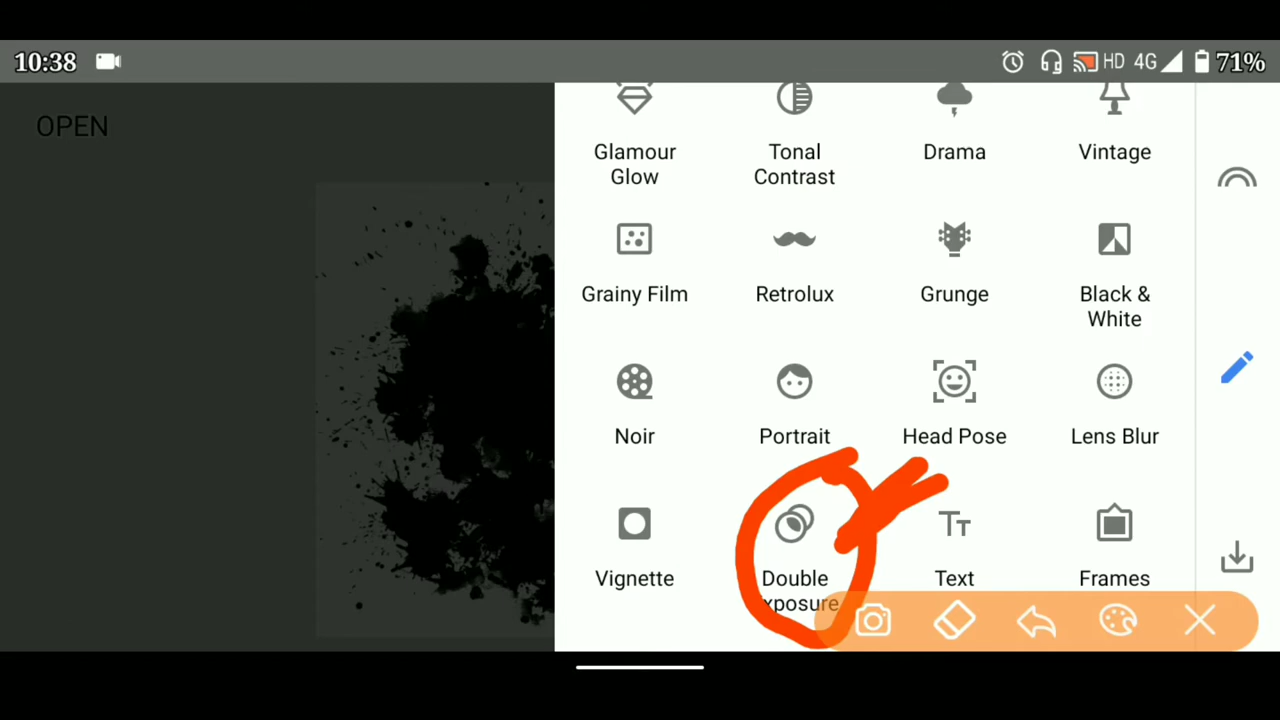 10:38
HD 4G 71%
OPEN
Glamour
Glow
Tonal
Contrast
Drama
Vintage
Grainy Film
Retrolux
Grunge
Black &
White
Noir
Portrait
Head Pose
Lens Blur
Vignette
Double
xposure
Text
Tт
Frames